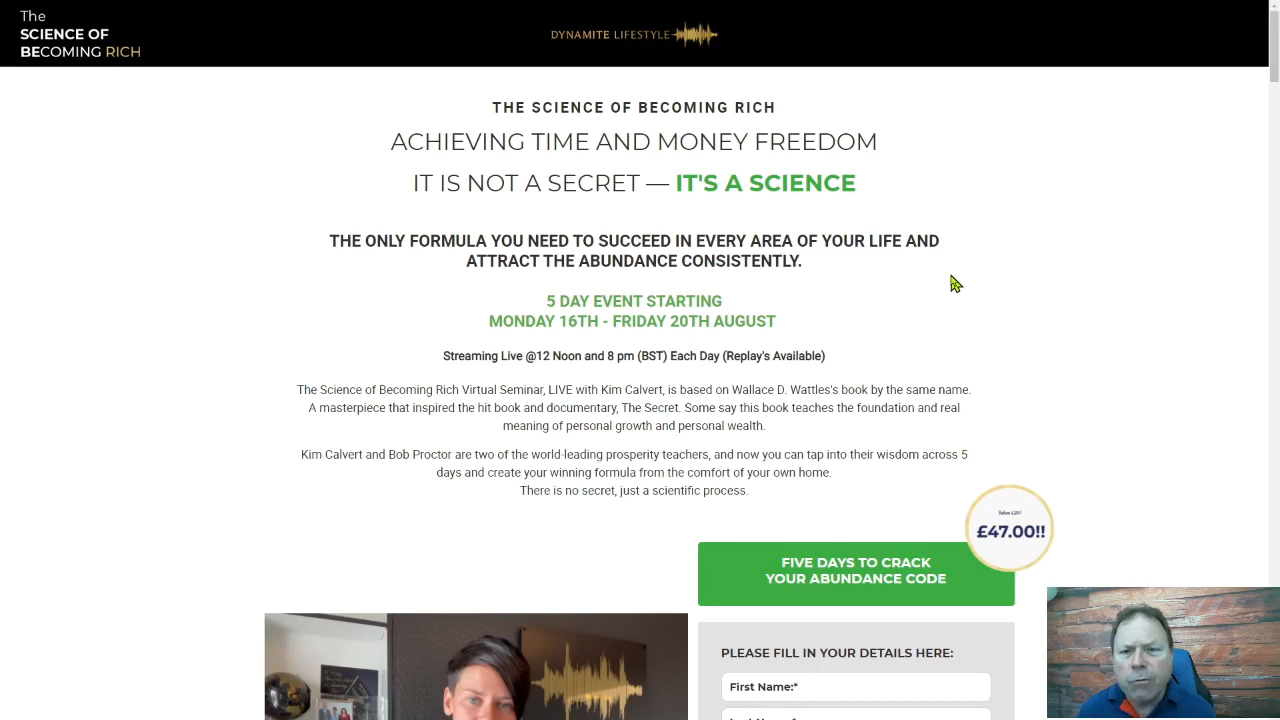 The
SCIENCE OF
BECOMING RICH
DYNAMITE LIFESTYLE
THE SCIENCE OF BECOMING RICH
ACHIEVING TIME AND MONEY FREEDOM
IT IS NOT A SECRET — IT'S A SCIENCE
THE ONLY FORMULA YOU NEED TO SUCCEED IN EVERY AREA OF YOUR LIFE AND
ATTRACT THE ABUNDANCE CONSISTENTLY.
5 DAY EVENT STARTING
MONDAY 16TH - FRIDAY 20TH AUGUST
Streaming Live @12 Noon and 8 pm (BST) Each Day (Replay's Available)
The Science of Becoming Rich Virtual Seminar, LIVE with Kim Calvert, is based on Wallace D. Wattles's book by the same name.
A masterpiece that inspired the hit book and documentary, The Secret. Some say this book teaches the foundation and real
meaning of personal growth and personal wealth.
Kim Calvert and Bob Proctor are two of the world-leading prosperity teachers, and now you can tap into their wisdom across 5
days and create your winning formula from the comfort of your own home.
There is no secret, just a scientific process.
£47.00!!
FIVE DAYS TO CRACK
YOUR ABUNDANCE CODE
PLEASE FILL IN YOUR DETAILS HERE:
First Name:*